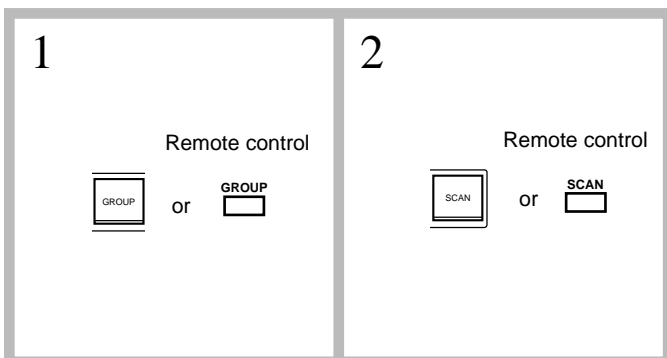 1
Remote control
GROUP
or
GROUP
2
Remote control
SCAN
or
SCAN